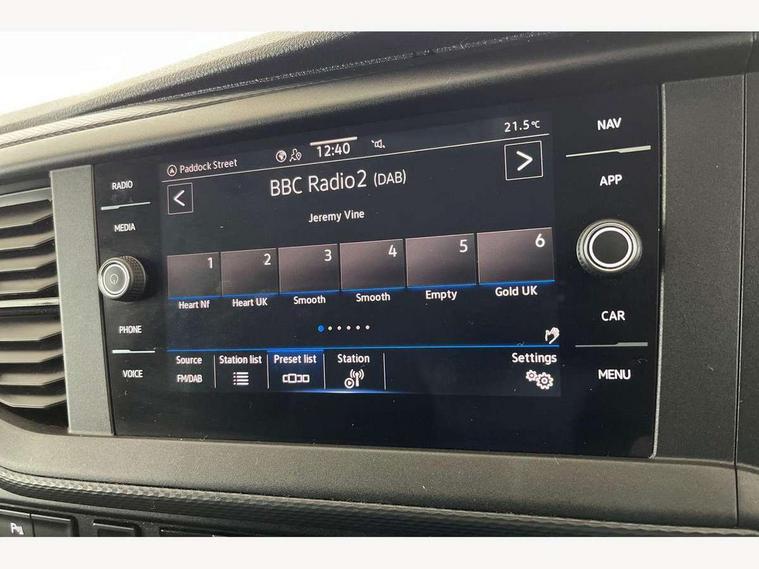 21.5°C
Paddock Street
12:40
BBC Radio2 (DAB)
Jeremy Vine
1 2 3 4 5 6
Heart Nf Heart UK Smooth Smooth Empty Gold UK
Source Station list Preset list Station Settings
FM/DAB
RADIO
MEDIA
PHONE
VOICE
NAV
APP
CAR
MENU